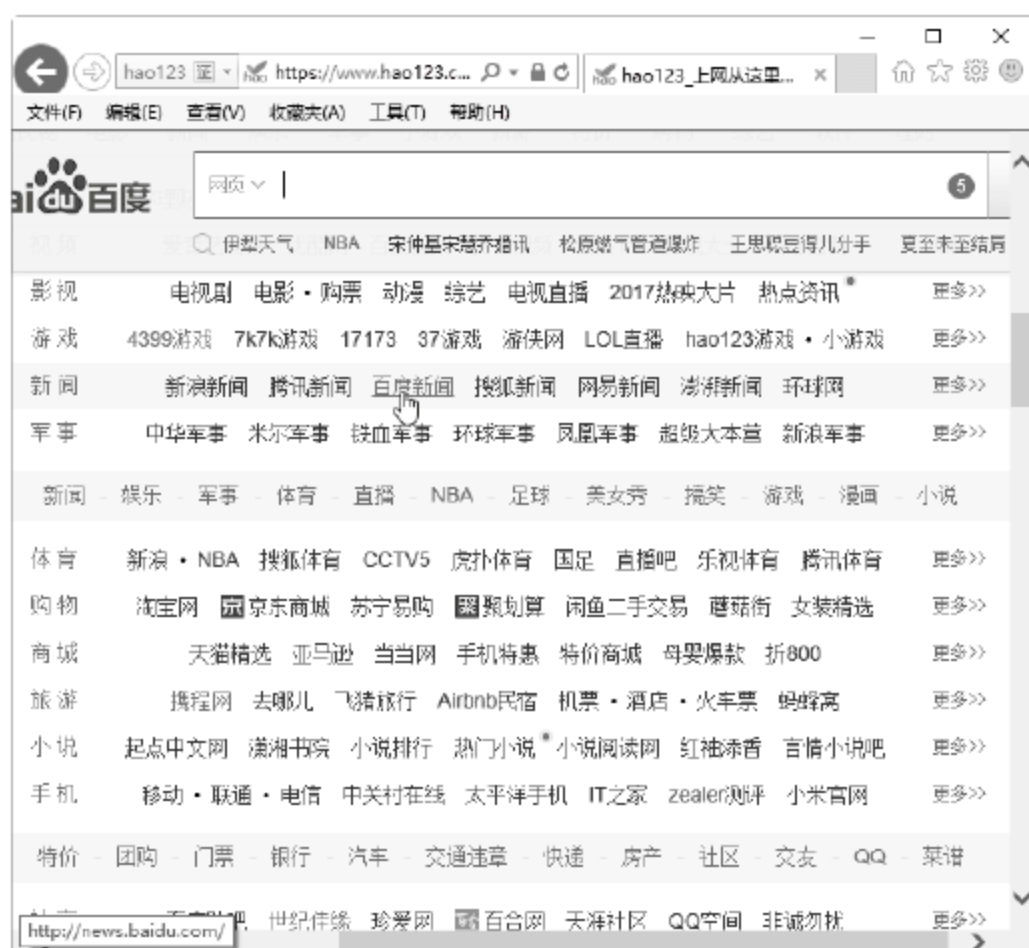 hao123 证 https://www.hao123.c... hao123_上网从这里... ×
文件(F) 编辑(E) 查看(V) 收藏夹(A) 工具(T) 帮助(H)
ai du 百度 网页 5
伊犁天气 NBA 宋仲基宋慧乔婚讯 松原燃气管道爆炸 王思聪豆得儿分手 夏至未至结局
影视 电视剧 电影・购票 动漫 综艺 电视直播 2017热映大片 热点资讯 更多>>
游戏 4399游戏 7k7k游戏 17173 37游戏 游侠网 LOL直播 hao123游戏・小游戏 更多>>
新闻 新浪新闻 腾讯新闻 百度新闻 搜狐新闻 网易新闻 澎湃新闻 环球网 更多>>
军事 中华军事 米尔军事 铁血军事 环球军事 凤凰军事 超级大本营 新浪军事 更多>>
新闻 - 娱乐 - 军事 - 体育 - 直播 - NBA - 足球 - 美女秀 - 搞笑 - 游戏 - 漫画 - 小说
体育 新浪・NBA 搜狐体育 CCTV5 虎扑体育 国足 直播吧 乐视体育 腾讯体育 更多>>
购物 淘宝网 京 京东商城 苏宁易购 聚 聚划算 闲鱼二手交易 蘑菇街 女装精选 更多>>
商城 天猫精选 亚马逊 当当网 手机特惠 特价商城 母婴爆款 折800 更多>>
旅游 携程网 去哪儿 飞猪旅行 Airbnb民宿 机票・酒店・火车票 蚂蜂窝 更多>>
小说 起点中文网 潇湘书院 小说排行 热门小说 小说阅读网 红袖添香 言情小说吧 更多>>
手机 移动・联通・电信 中关村在线 太平洋手机 IT之家 zealer测评 小米官网 更多>>
特价 - 团购 - 门票 - 银行 - 汽车 - 交通违章 - 快递 - 房产 - 社区 - 交友 - QQ - 菜谱
世纪佳缘 珍爱网 百合网 天涯社区 QQ空间 非诚勿扰 更多>>
http://news.baidu.com/